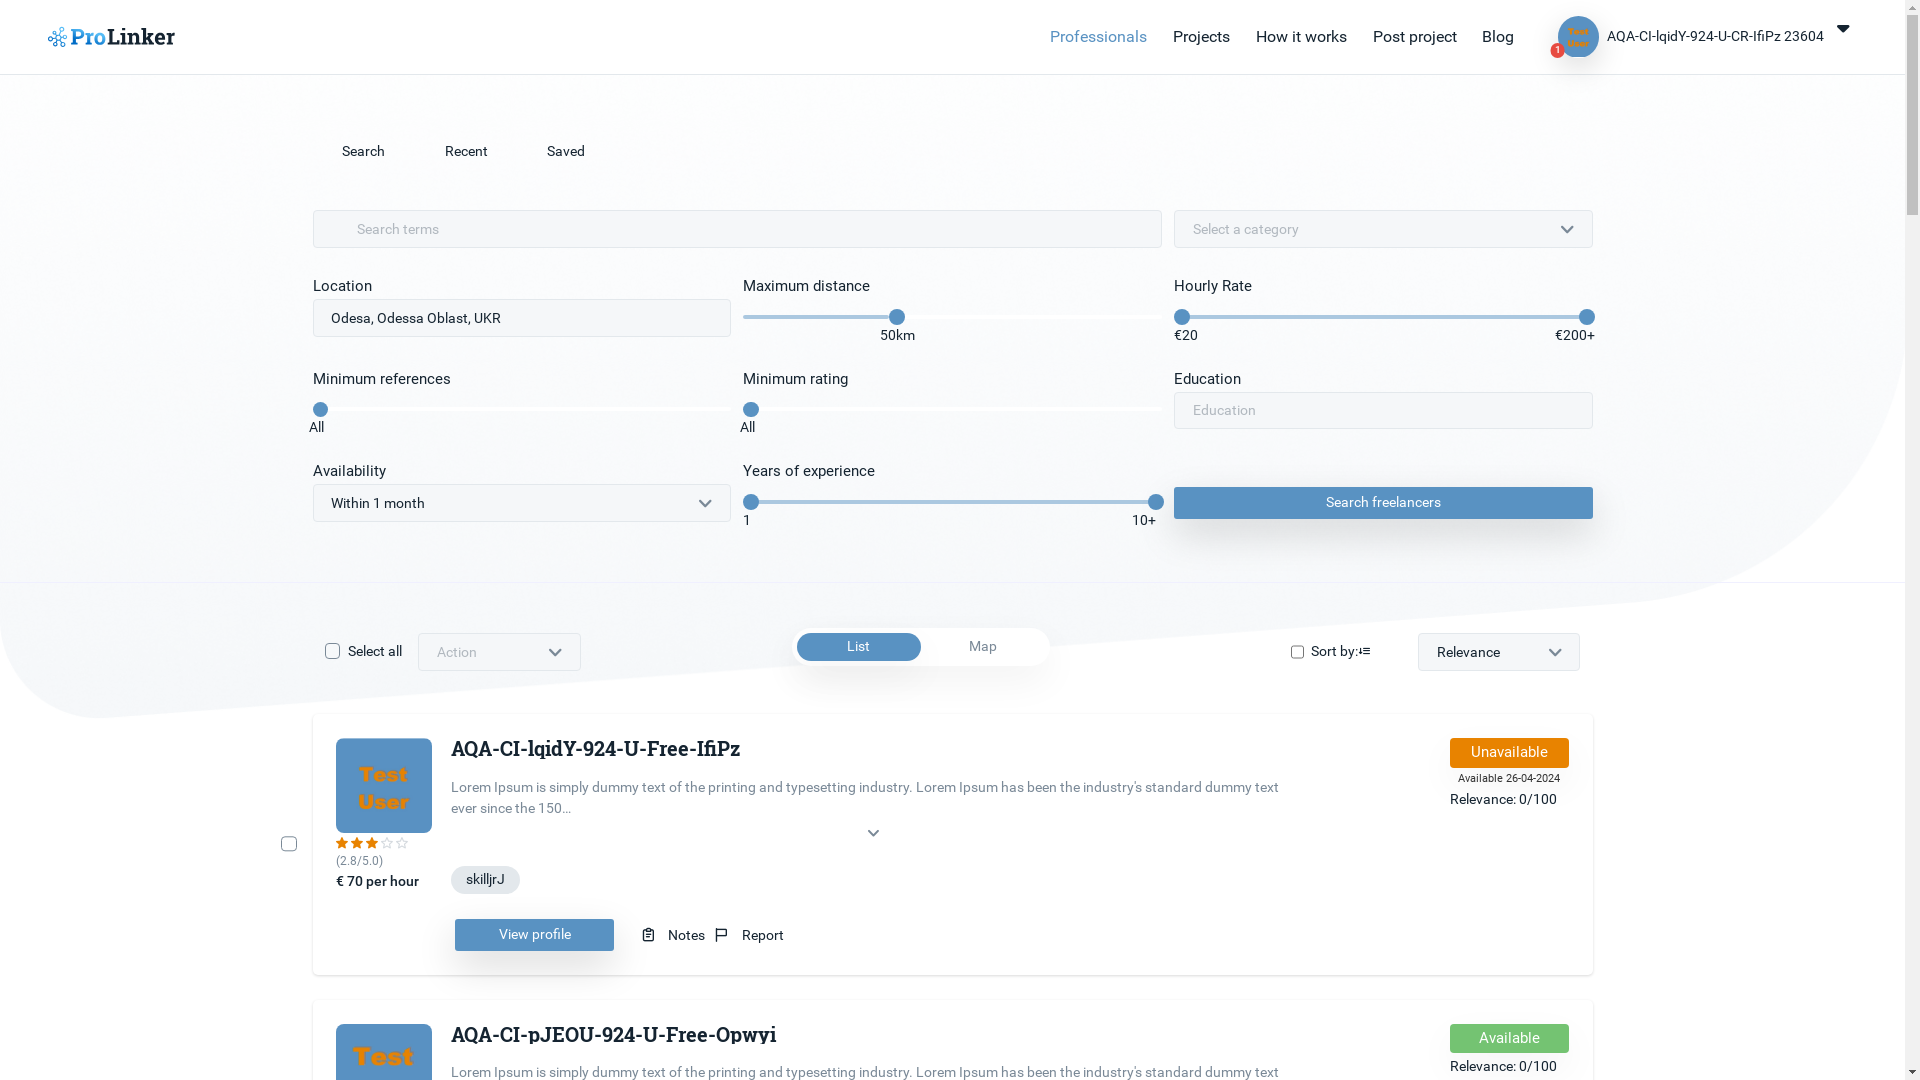 ProLinker
Professionals Projects How it works Post project Blog
Test User
1
AQA-CI-lqidY-924-U-CR-IfiPz 23604
Search Recent Saved
Search terms
Select a category
Location Maximum distance Hourly Rate
Odesa, Odessa Oblast, UKR
50km €20 €200+
Minimum references Minimum rating Education
Education
All All
Availability Years of experience
Within 1 month
Search freelancers
1 10+
Select all Action List Map Sort by: Relevance
AQA-CI-lqidY-924-U-Free-IfiPz
Unavailable
Test
User
Available 26-04-2024
Lorem Ipsum is simply dummy text of the printing and typesetting industry. Lorem Ipsum has been the industry's standard dummy text
Relevance: 0/100
ever since the 150...
(2.8/5.0)
€ 70 per hour
skilljrJ
View profile Notes Report
AQA-CI-pJEOU-924-U-Free-Opwyi
Available
Test
Relevance: 0/100
Lorem Ipsum is simply dummy text of the printing and typesetting industry. Lorem Ipsum has been the industry's standard dummy text